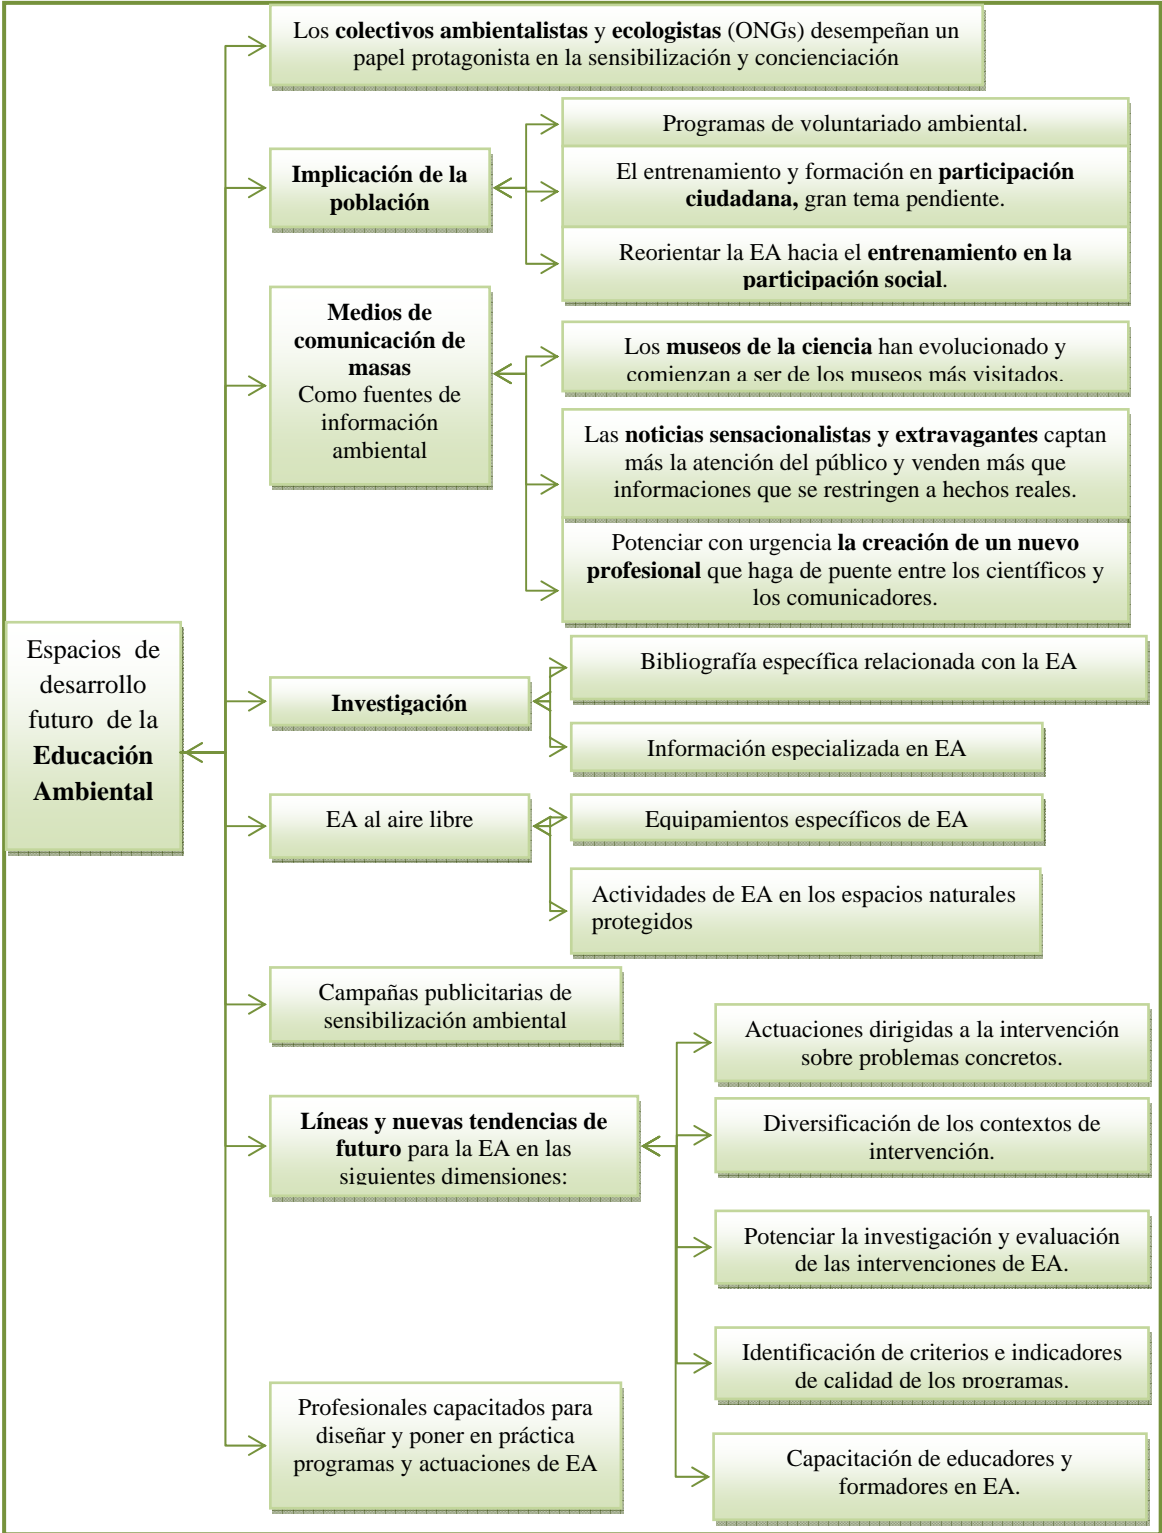 Los colectivos ambientalistas y ecologistas (ONGs) desempeñan un
papel protagonista en la sensibilización y concienciación
Implicación de la
población
Programas de voluntariado ambiental.
El entrenamiento y formación en participación
ciudadana, gran tema pendiente.
Reorientar la EA hacia el entrenamiento en la
participación social.
Medios de
comunicación de
masas
Como fuentes de
información
ambiental
Los museos de la ciencia han evolucionado y
comienzan a ser de los museos más visitados.
Las noticias sensacionalistas y extravagantes captan
más la atención del público y venden más que
informaciones que se restringen a hechos reales.
Potenciar con urgencia la creación de un nuevo
profesional que haga de puente entre los científicos y
los comunicadores.
Espacios de
desarrollo
futuro de la
Educación
Ambiental
Investigación
Bibliografía específica relacionada con la EA
Información especializada en EA
EA al aire libre
Equipamientos específicos de EA
Actividades de EA en los espacios naturales
protegidos
Campañas publicitarias de
sensibilización ambiental
Líneas y nuevas tendencias de
futuro para la EA en las
siguientes dimensiones:
Actuaciones dirigidas a la intervención
sobre problemas concretos.
Diversificación de los contextos de
intervención.
Potenciar la investigación y evaluación
de las intervenciones de EA.
Identificación de criterios e indicadores
de calidad de los programas.
Capacitación de educadores y
formadores en EA.
Profesionales capacitados para
diseñar y poner en práctica
programas y actuaciones de EA